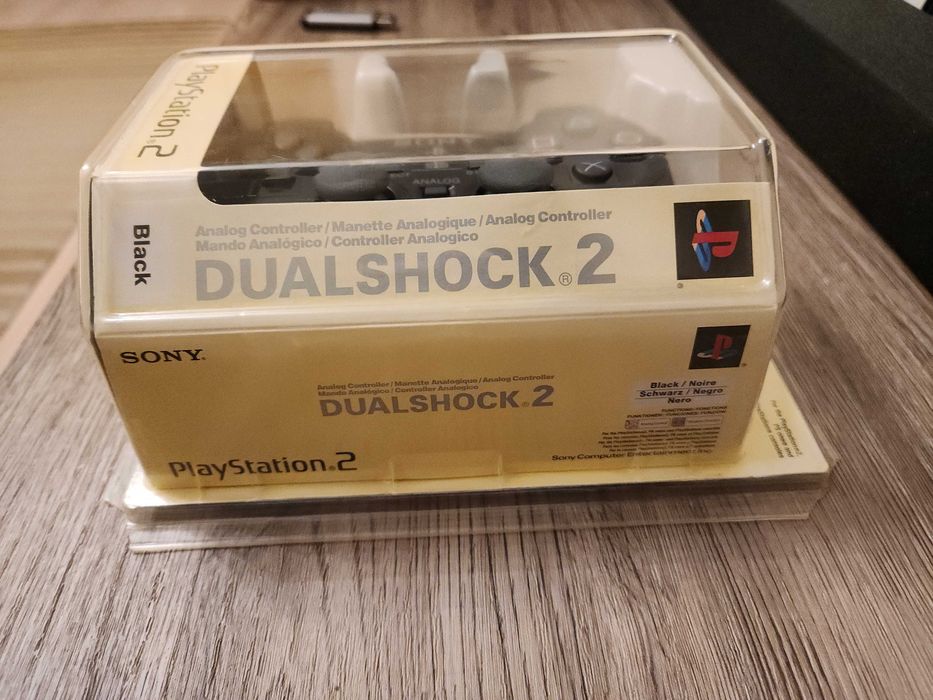 PlayStation®2
SONY
ANALOG
Black
Analog Controller / Manette Analogique / Analog Controller
Mando Analógico / Controller Analogico
DUALSHOCK®2
SONY
Analog Controller / Manette Analogique / Analog Controller
Mando Analógico / Controller Analogico
DUALSHOCK®2
Black / Noire
Schwarz / Negro
Nero
PlayStation®2
Sony Computer Entertainment Inc.